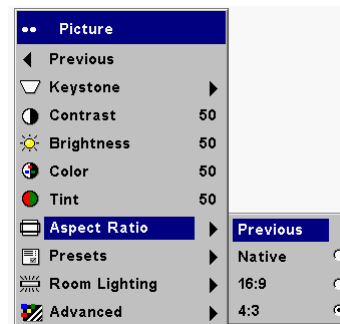 Picture
Previous
Keystone
Contrast 50
Brightness 50
Color 50
Tint 50
Aspect Ratio
Previous
Presets
Native
Room Lighting
16:9
Advanced
4:3